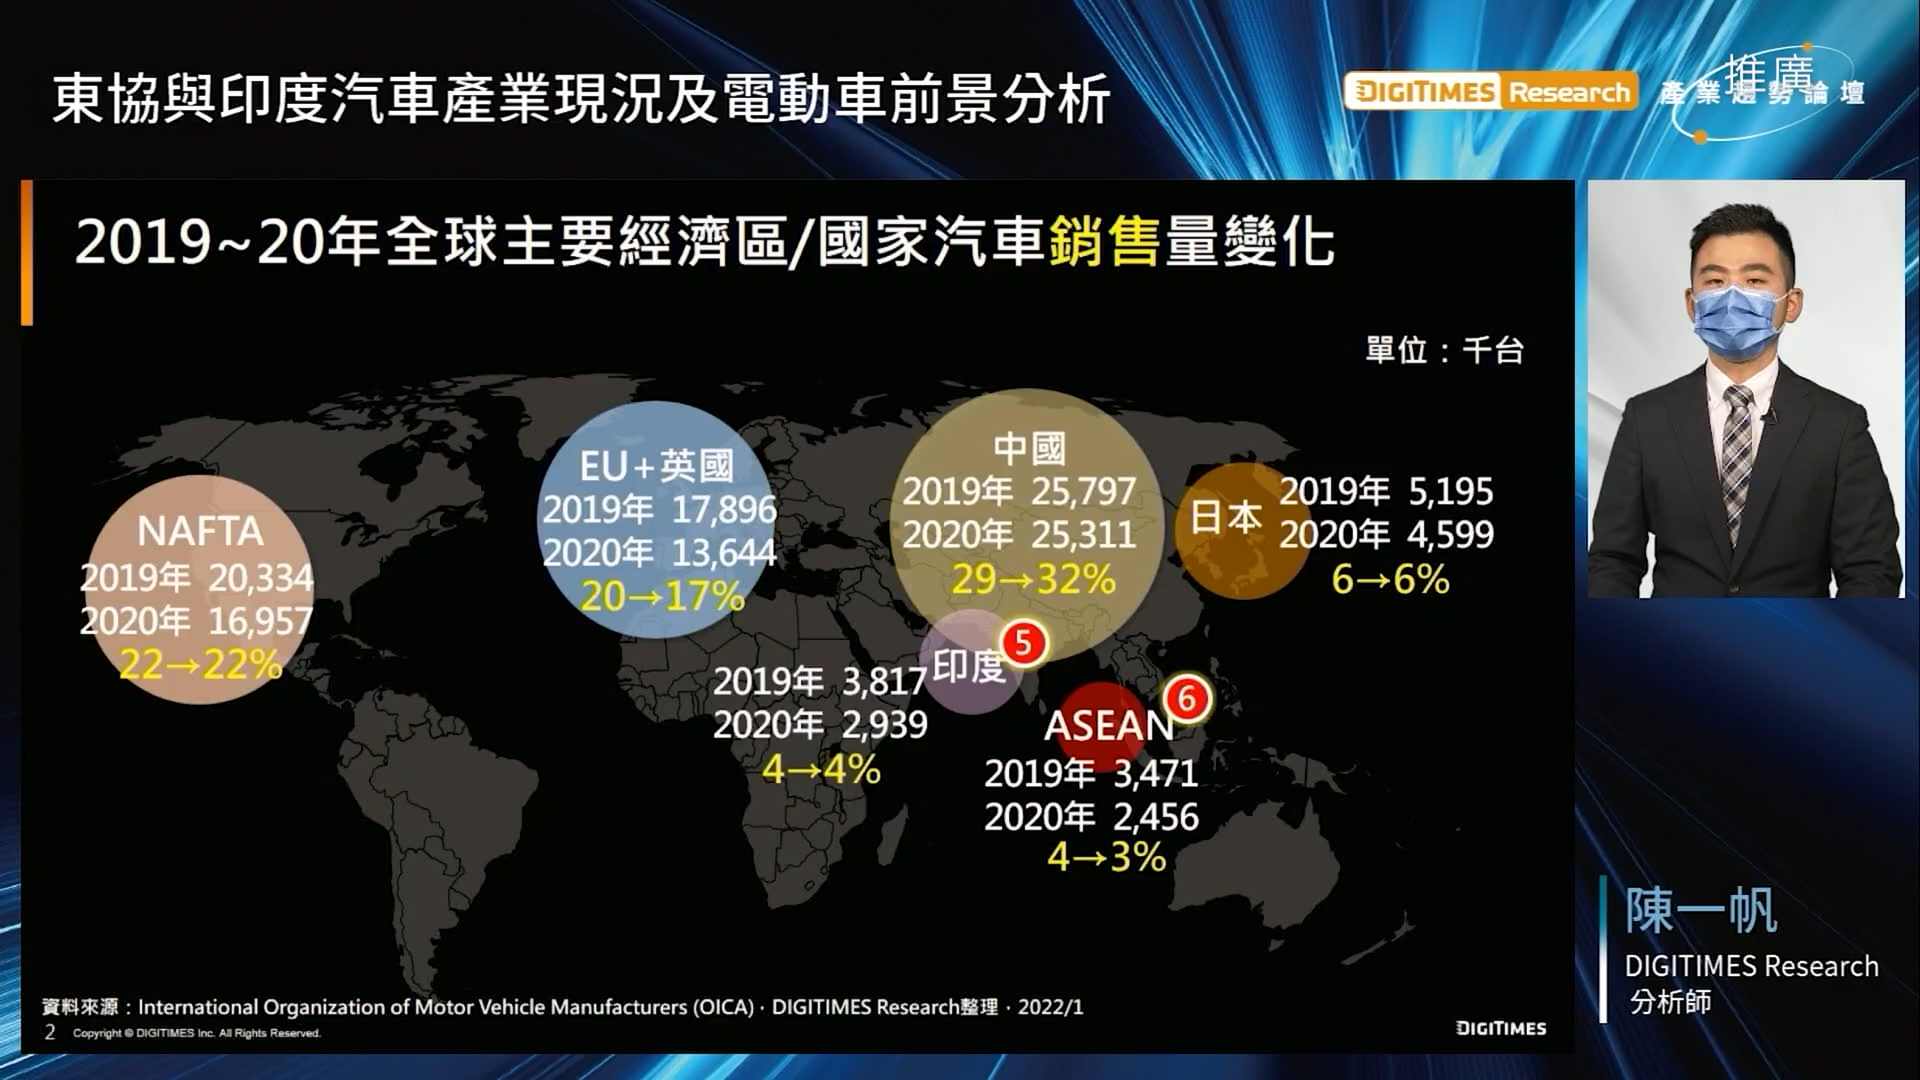 東協與印度汽車產業現況及電動車前景分析
DIGITIMES Research
產業趨勢論壇
推廣
2019~20年全球主要經濟區/國家汽車銷售量變化
單位：千台
NAFTA
2019年 20,334
2020年 16,957
22→22%
EU+英國
2019年 17,896
2020年 13,644
20→17%
中國
2019年 25,797
2020年 25,311
29→32%
日本
2019年 5,195
2020年 4,599
6→6%
印度
5
2019年 3,817
2020年 2,939
4→4%
6
ASEAN
2019年 3,471
2020年 2,456
4→3%
資料來源：International Organization of Motor Vehicle Manufacturers (OICA)，DIGITIMES Research整理，2022/1
2 Copyright © DIGITIMES Inc. All Rights Reserved.
DIGITIMES
陳一帆
DIGITIMES Research
分析師